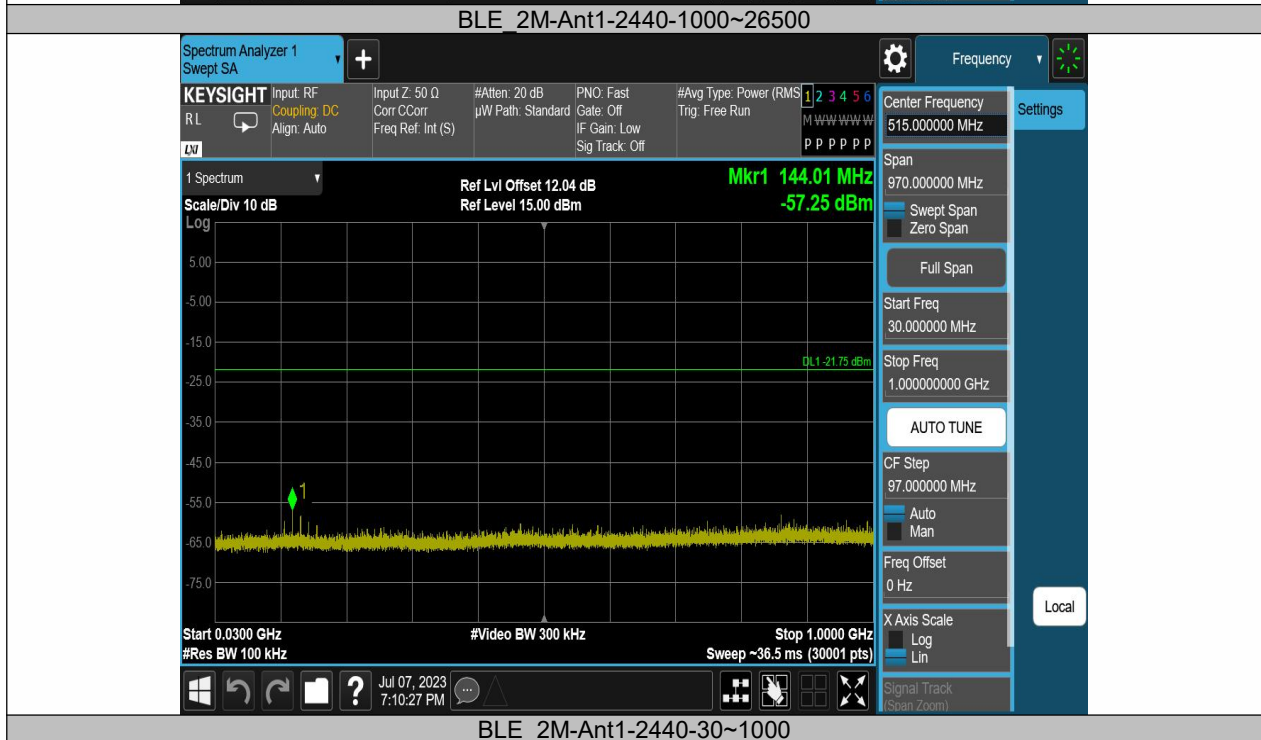 BLE_2M-Ant1-2440-1000~26500
Spectrum Analyzer 1
Swept SA
+
Frequency
KEYSIGHT
RL
LXI
Input: RF
Coupling: DC
Align: Auto
Input Z: 50 Ω
Corr CCorr
Freq Ref: Int (S)
#Atten: 20 dB
µW Path: Standard
PNO: Fast
Gate: Off
IF Gain: Low
Sig Track: Off
#Avg Type: Power (RMS
Trig: Free Run
1 2 3 4 5 6
M W W W W W
P P P P P P
Center Frequency
515.000000 MHz
Settings
Span
970.000000 MHz
Swept Span
Zero Span
Full Span
Start Freq
30.000000 MHz
Stop Freq
1.000000000 GHz
AUTO TUNE
CF Step
97.000000 MHz
Auto
Man
Freq Offset
0 Hz
X Axis Scale
Log
Lin
Signal Track
(Span Zoom)
Local
1 Spectrum
Scale/Div 10 dB
Log
Ref Lvl Offset 12.04 dB
Ref Level 15.00 dBm
Mkr1 144.01 MHz
-57.25 dBm
5.00
-5.00
-15.0
DL1 -21.75 dBm
-25.0
-35.0
-45.0
1
-55.0
-65.0
-75.0
Start 0.0300 GHz
#Video BW 300 kHz
Stop 1.0000 GHz
#Res BW 100 kHz
Sweep ~36.5 ms (30001 pts)
?
Jul 07, 2023
7:10:27 PM
BLE_2M-Ant1-2440-30~1000